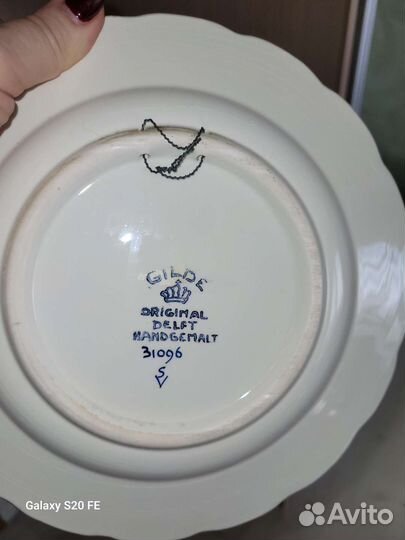 GILDE
ORIGINAL
DELFT
HANDGEMALT
31096
S
Galaxy S20 FE
Avito